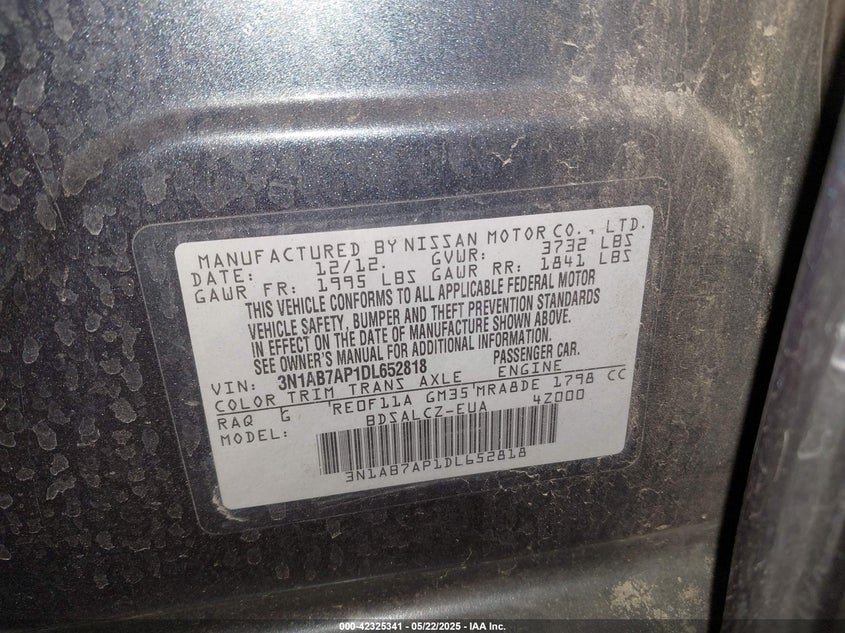 MANUFACTURED BY NISSAN MOTOR CO., LTD.
DATE: 12/12. GVWR: 3732 LBS
GAWR FR: 1995 LBS GAWR RR: 1841 LBS
THIS VEHICLE CONFORMS TO ALL APPLICABLE FEDERAL MOTOR
VEHICLE SAFETY, BUMPER AND THEFT PREVENTION STANDARDS
IN EFFECT ON THE DATE OF MANUFACTURE SHOWN ABOVE.
SEE OWNER'S MANUAL FOR ADDITIONAL INFORMATION.
VIN: 3N1AB7AP1DL652818 PASSENGER CAR.
COLOR TRIM TRANS AXLE ENGINE
RAQ G RE0F11A GM35 MRA8DE 1798 CC
MODEL: BDSALCZ-EUA 4Z000
3N1AB7AP1DL652818
000-42325341 - 05/22/2025 - IAA Inc.